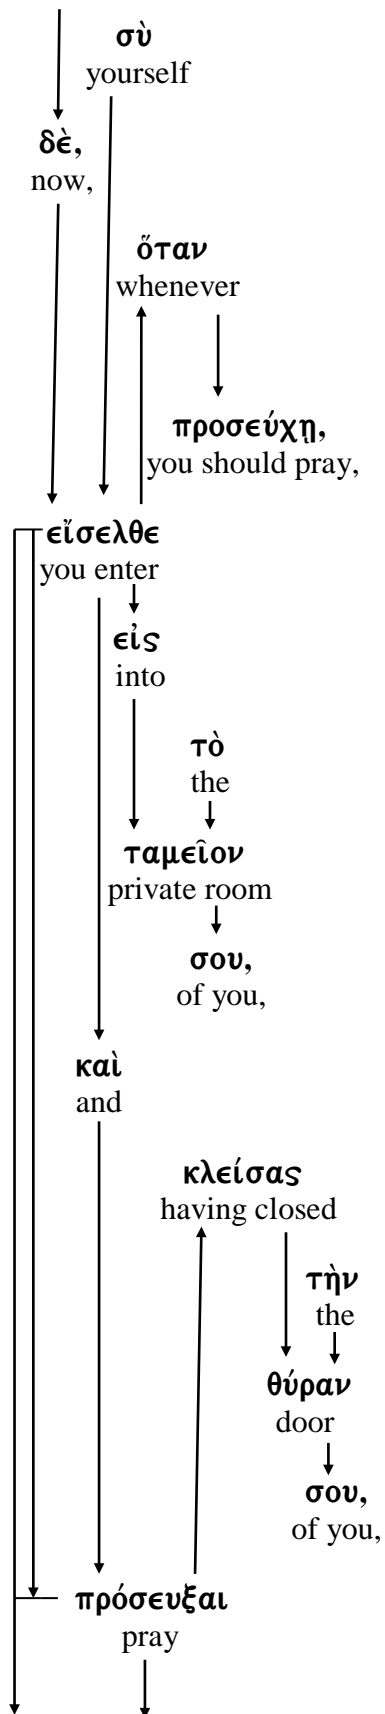 σὺ
yourself
δὲ,
now,
ὅταν
whenever
προσεύχῃ,
you should pray,
εἴσελθε
you enter
εἰς
into
τὸ
the
ταμεῖον
private room
σου,
of you,
καὶ
and
κλείσας
having closed
τὴν
the
θύραν
door
σου,
of you,
πρόσευξαι
pray